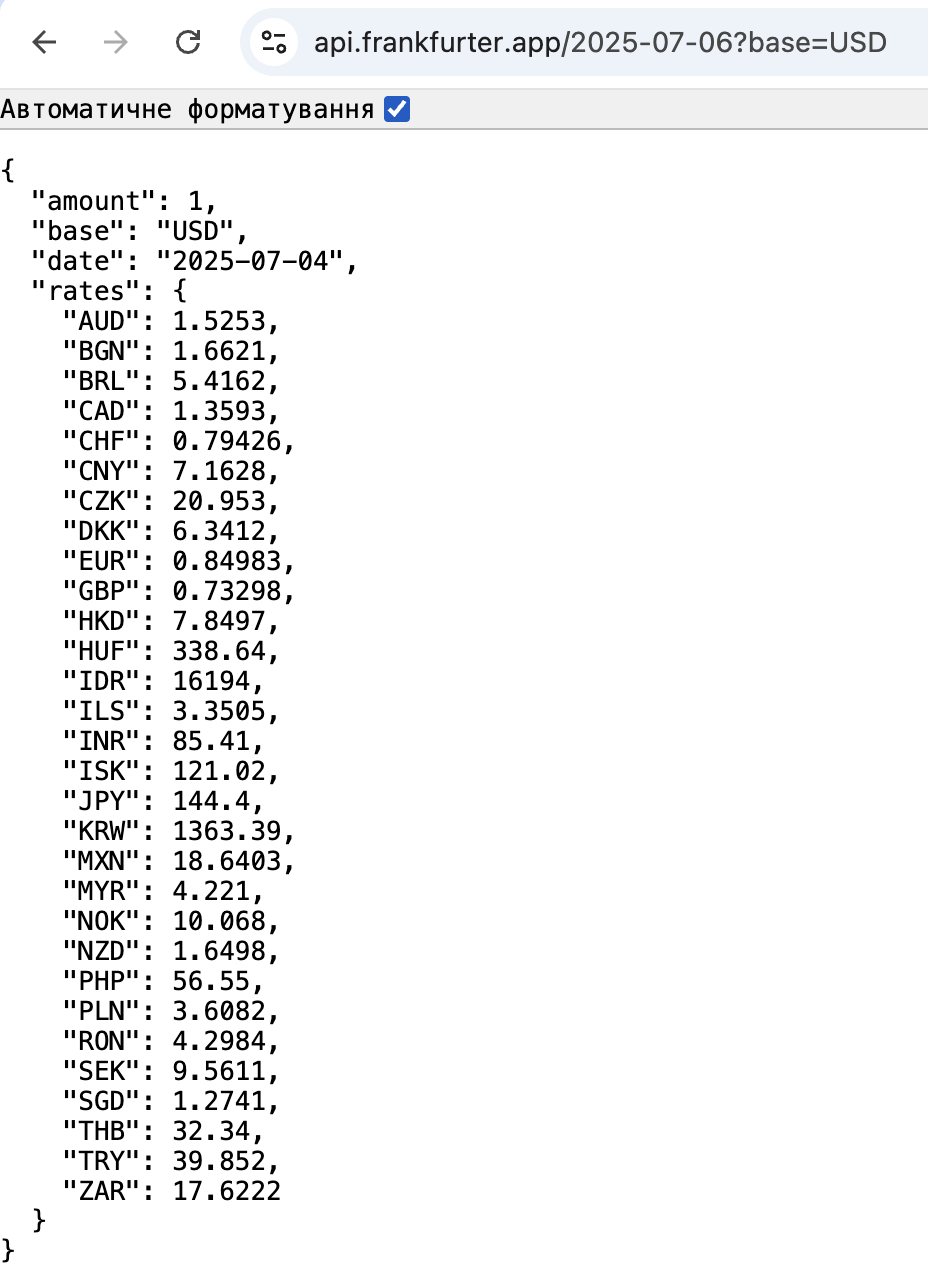 api.frankfurter.app/2025-07-06?base=USD
Автоматичне форматування
{
  "amount": 1,
  "base": "USD",
  "date": "2025-07-04",
  "rates": {
    "AUD": 1.5253,
    "BGN": 1.6621,
    "BRL": 5.4162,
    "CAD": 1.3593,
    "CHF": 0.79426,
    "CNY": 7.1628,
    "CZK": 20.953,
    "DKK": 6.3412,
    "EUR": 0.84983,
    "GBP": 0.73298,
    "HKD": 7.8497,
    "HUF": 338.64,
    "IDR": 16194,
    "ILS": 3.3505,
    "INR": 85.41,
    "ISK": 121.02,
    "JPY": 144.4,
    "KRW": 1363.39,
    "MXN": 18.6403,
    "MYR": 4.221,
    "NOK": 10.068,
    "NZD": 1.6498,
    "PHP": 56.55,
    "PLN": 3.6082,
    "RON": 4.2984,
    "SEK": 9.5611,
    "SGD": 1.2741,
    "THB": 32.34,
    "TRY": 39.852,
    "ZAR": 17.6222
  }
}